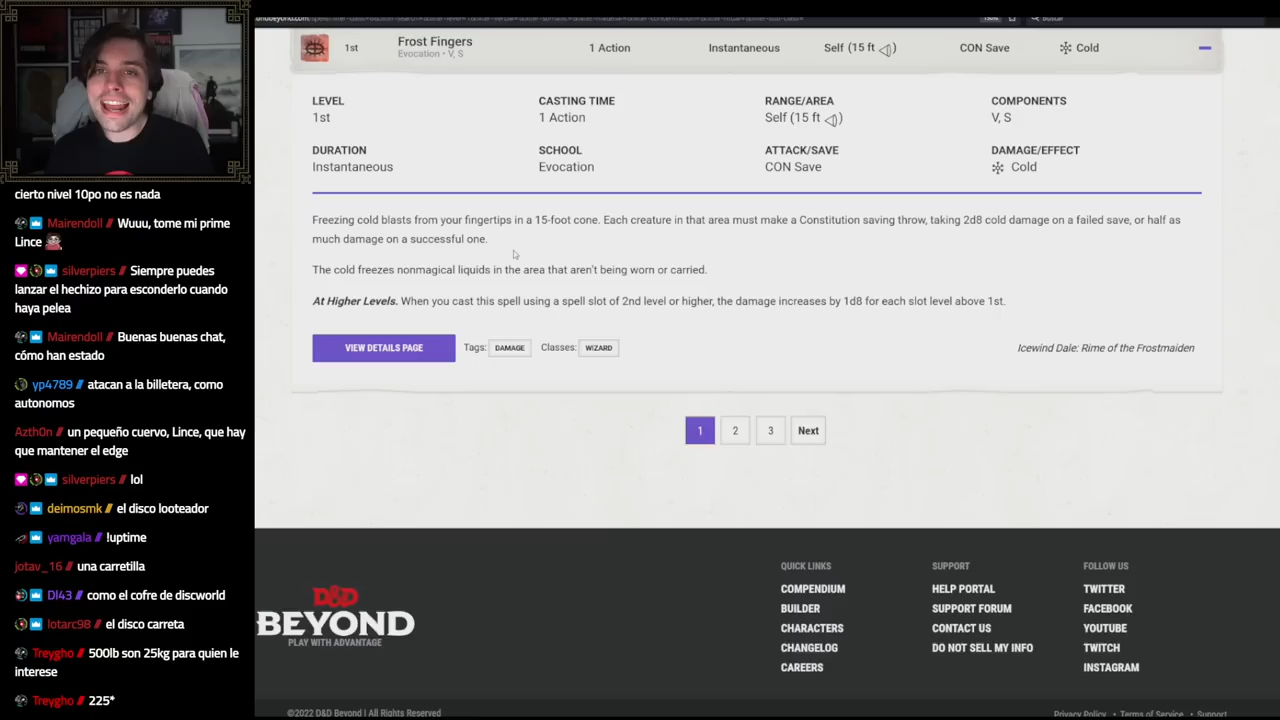 cierto nivel 10po no es nada
Mairendoll // Wuuu, tome mi prime
Lince
silverpiers // Siempre puedes
lanzar el hechizo para esconderlo cuando
haya pelea
Mairendoll // Buenas buenas chat,
cómo han estado
yp4789 // atacan a la billetera, como
autonomos
Azth0n // un pequeño cuervo, Lince, que hay
que mantener el edge
silverpiers // lol
deimosmk // el disco looteador
yamgala // !uptime
jotav_16 // una carretilla
Dl43 // como el cofre de discworld
lotarc98 // el disco carreta
Treygho // 500lb son 25kg para quien le
interese
Treygho // 225*
1st Frost Fingers 1 Action Instantaneous Self (15 ft) CON Save Cold
Evocation • V, S
LEVEL CASTING TIME RANGE/AREA COMPONENTS
1st 1 Action Self (15 ft) V, S
DURATION SCHOOL ATTACK/SAVE DAMAGE/EFFECT
Instantaneous Evocation CON Save Cold
Freezing cold blasts from your fingertips in a 15-foot cone. Each creature in that area must make a Constitution saving throw, taking 2d8 cold damage on a failed save, or half as
much damage on a successful one.
The cold freezes nonmagical liquids in the area that aren't being worn or carried.
At Higher Levels. When you cast this spell using a spell slot of 2nd level or higher, the damage increases by 1d8 for each slot level above 1st.
VIEW DETAILS PAGE Tags: DAMAGE Classes: WIZARD Icewind Dale: Rime of the Frostmaiden
1 2 3 Next
D&D
BEYOND
PLAY WITH ADVANTAGE
QUICK LINKS SUPPORT FOLLOW US
COMPENDIUM HELP PORTAL TWITTER
BUILDER SUPPORT FORUM FACEBOOK
CHARACTERS CONTACT US YOUTUBE
CHANGELOG DO NOT SELL MY INFO TWITCH
CAREERS INSTAGRAM
©2022 D&D Beyond | All Rights Reserved Privacy Policy • Terms of Service • Support